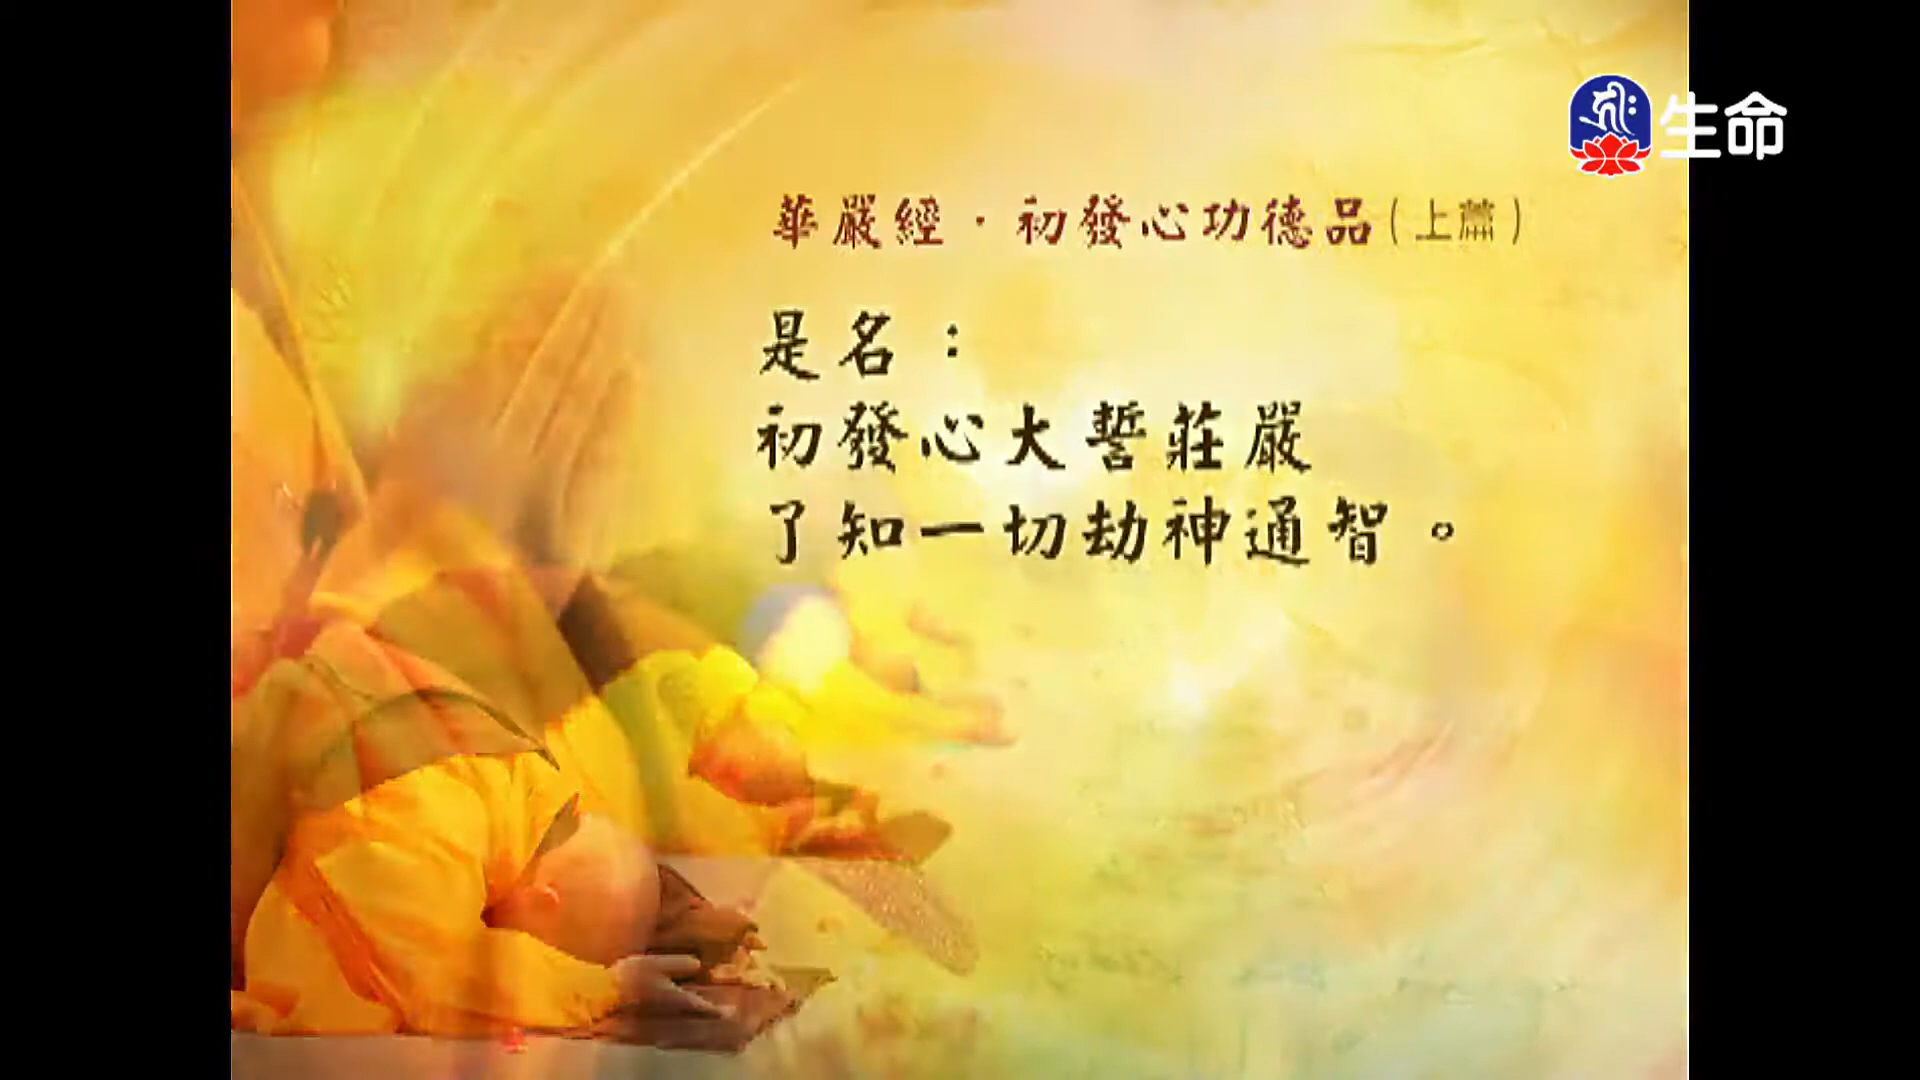 生命
華嚴經·初發心功德品(上篇)
是名：
初發心大誓莊嚴
了知一切劫神通智。